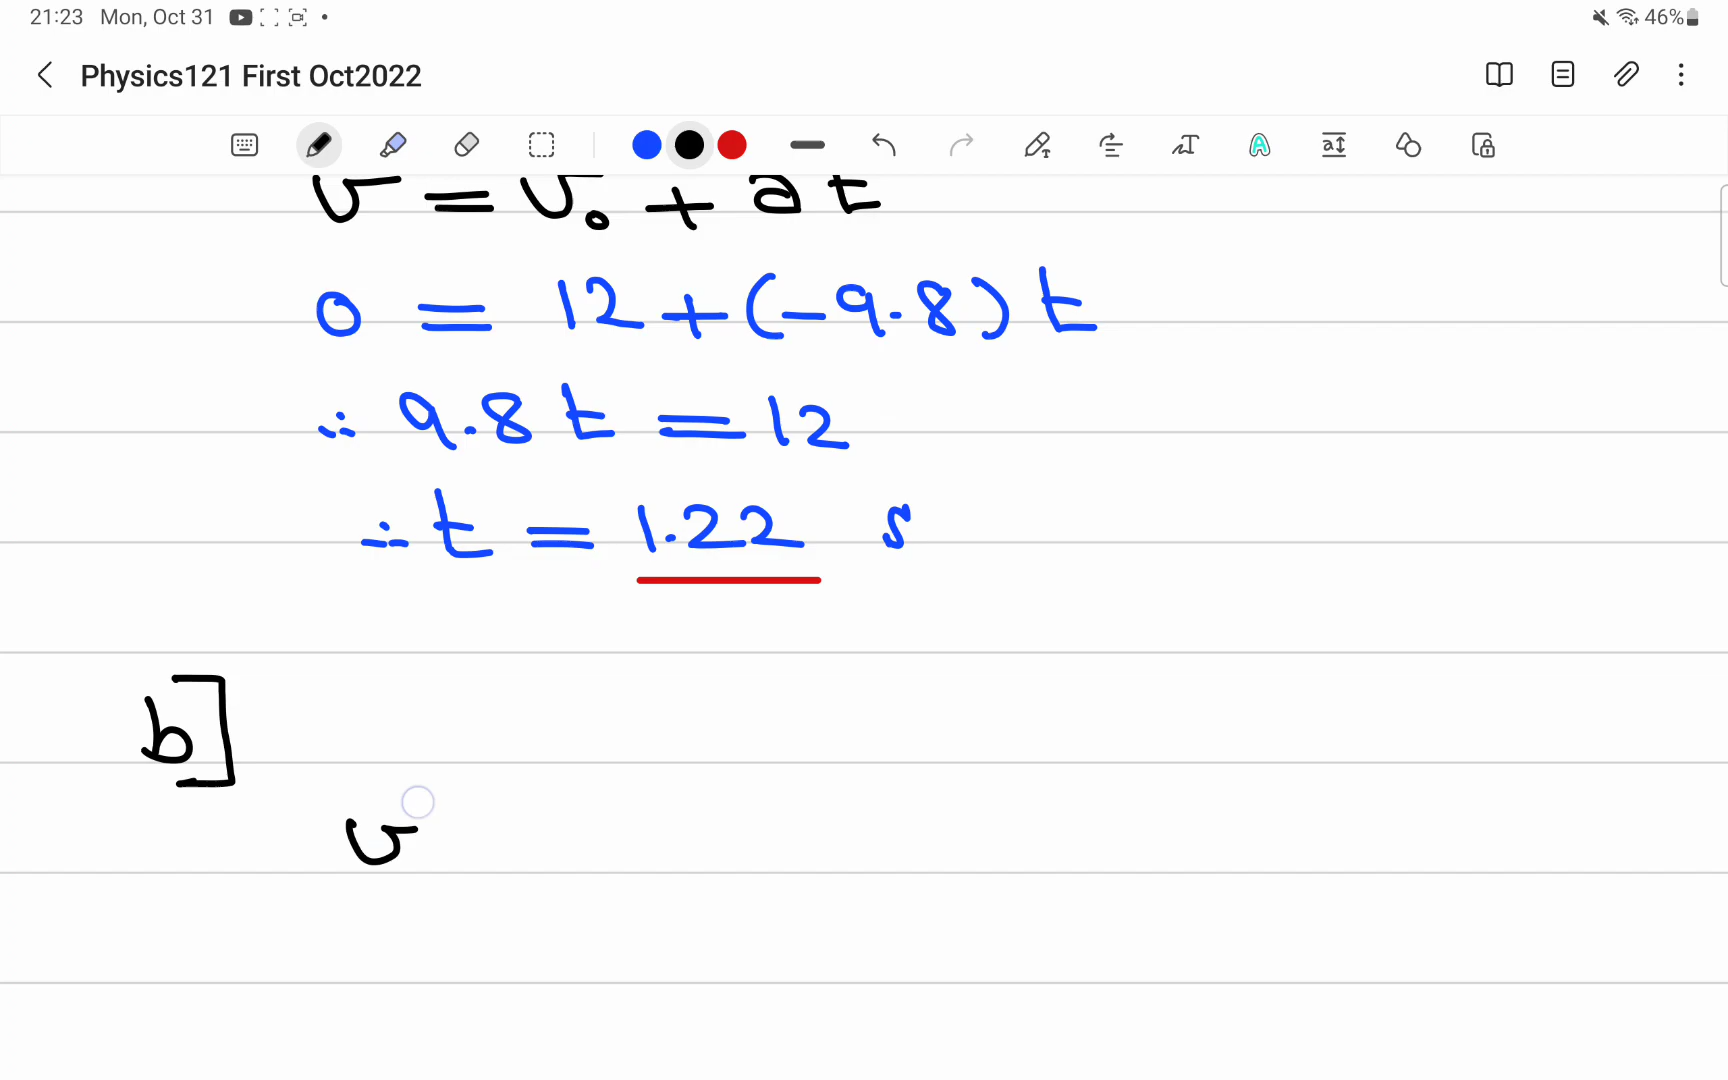 21:23 Mon, Oct 31 46%
Physics121 First Oct2022
v = v₀ + at
0 = 12 + (-9.8) t
∴ 9.8 t = 12
∴ t = 1.22 s
b]
v